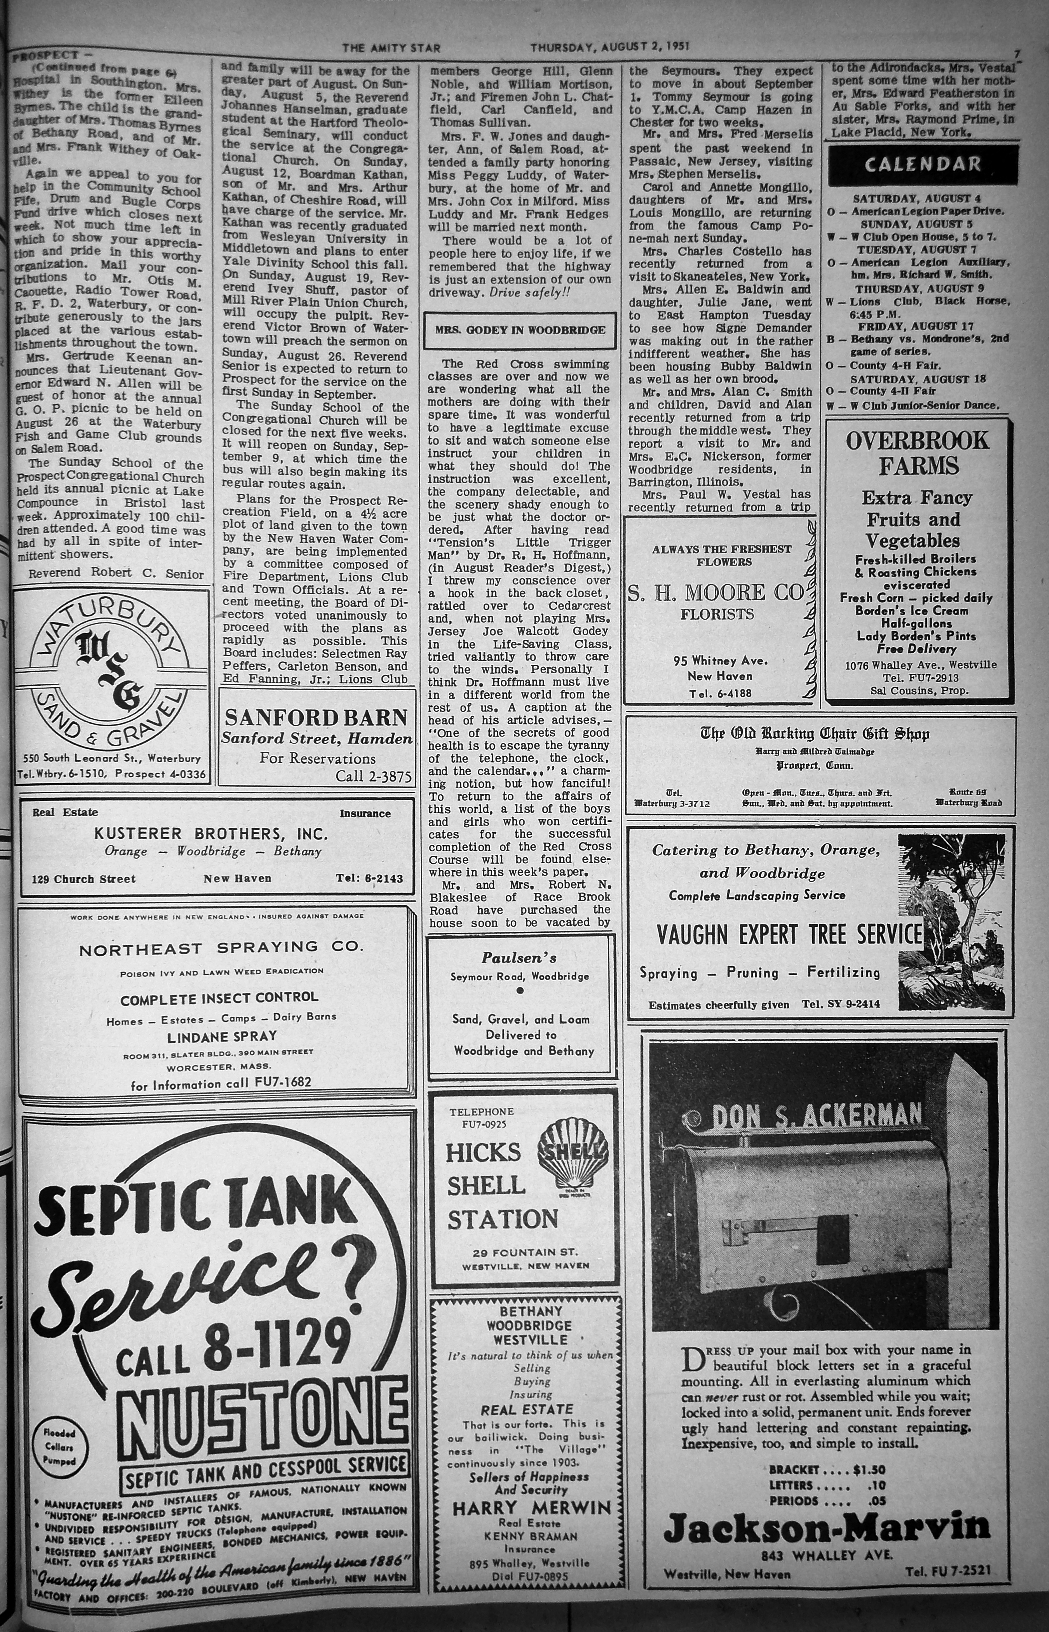 THE AMITY STAR
THURSDAY, AUGUST 2, 1951
7
PROSPECT —
(Continued from page 6)
Hospital in Southington. Mrs.
Withey is the former Eileen
Byrnes. The child is the grand-
daughter of Mrs. Thomas Byrnes
of Bethany Road, and of Mr.
and Mrs. Frank Withey of Oak-
ville.
Again we appeal to you for
help in the Community School
Fife, Drum and Bugle Corps
Fund drive which closes next
week. Not much time left in
which to show your apprecia-
tion and pride in this worthy
organization. Mail your con-
tributions to Mr. Otis M.
Caouette, Radio Tower Road,
R. F. D. 2, Waterbury, or con-
tribute generously to the jars
placed at the various estab-
lishments throughout the town.
Mrs. Gertrude Keenan an-
nounces that Lieutenant Gov-
ernor Edward N. Allen will be
guest of honor at the annual
G. O. P. picnic to be held on
August 26 at the Waterbury
Fish and Game Club grounds
on Salem Road.
The Sunday School of the
Prospect Congregational Church
held its annual picnic at Lake
Compounce in Bristol last
week. Approximately 100 chil-
dren attended. A good time was
had by all in spite of inter-
mittent showers.
Reverend Robert C. Senior
WATURBURY
WSG
SAND & GRAVEL
550 South Leonard St., Waterbury
Tel. Wtbry. 6-1510, Prospect 4-0336
and family will be away for the
greater part of August. On Sun-
day, August 5, the Reverend
Johannes Hanselman, graduate
student at the Hartford Theolo-
gical Seminary, will conduct
the service at the Congrega-
tional Church. On Sunday,
August 12, Boardman Kathan,
son of Mr. and Mrs. Arthur
Kathan, of Cheshire Road, will
have charge of the service. Mr.
Kathan was recently graduated
from Wesleyan University in
Middletown and plans to enter
Yale Divinity School this fall.
On Sunday, August 19, Rev-
erend Ivey Shuff, pastor of
Mill River Plain Union Church,
will occupy the pulpit. Rev-
erend Victor Brown of Water-
town will preach the sermon on
Sunday, August 26. Reverend
Senior is expected to return to
Prospect for the service on the
first Sunday in September.
The Sunday School of the
Congregational Church will be
closed for the next five weeks.
It will reopen on Sunday, Sep-
tember 9, at which time the
bus will also begin making its
regular routes again.
Plans for the Prospect Re-
creation Field, on a 4½ acre
plot of land given to the town
by the New Haven Water Com-
pany, are being implemented
by a committee composed of
Fire Department, Lions Club
and Town Officials. At a re-
cent meeting, the Board of Di-
rectors voted unanimously to
proceed with the plans as
rapidly as possible. This
Board includes: Selectmen Ray
Peffers, Carleton Benson, and
Ed Fanning, Jr.; Lions Club
SANFORD BARN
Sanford Street, Hamden
For Reservations
Call 2-3875
Real Estate
Insurance
KUSTERER BROTHERS, INC.
Orange — Woodbridge — Bethany
129 Church Street
New Haven
Tel: 6-2143
WORK DONE ANYWHERE IN NEW ENGLAND - - INSURED AGAINST DAMAGE
NORTHEAST SPRAYING CO.
POISON IVY AND LAWN WEED ERADICATION
COMPLETE INSECT CONTROL
Homes — Estates — Camps — Dairy Barns
LINDANE SPRAY
ROOM 311, SLATER BLDG., 390 MAIN STREET
WORCESTER, MASS.
for Information call FU7-1682
SEPTIC TANK
Service?
CALL 8-1129
NUSTONE
Flooded
Cellars
Pumped
SEPTIC TANK AND CESSPOOL SERVICE
* MANUFACTURERS AND INSTALLERS OF FAMOUS, NATIONALLY KNOWN
"NUSTONE" RE-INFORCED SEPTIC TANKS.
* UNDIVIDED RESPONSIBILITY FOR DESIGN, MANUFACTURE, INSTALLATION
AND SERVICE . . . SPEEDY TRUCKS (Telephone equipped)
* REGISTERED SANITARY ENGINEERS, BONDED MECHANICS, POWER EQUIP-
MENT. OVER 65 YEARS EXPERIENCE
"Guarding the Health of the American family since 1886"
FACTORY AND OFFICES: 200-220 BOULEVARD (off Kimberly), NEW HAVEN
members George Hill, Glenn
Noble, and William Mortison,
Jr.; and Firemen John L. Chat-
field, Carl Canfield, and
Thomas Sullivan.
Mrs. F. W. Jones and daugh-
ter, Ann, of Salem Road, at-
tended a family party honoring
Miss Peggy Luddy, of Water-
bury, at the home of Mr. and
Mrs. John Cox in Milford. Miss
Luddy and Mr. Frank Hedges
will be married next month.
There would be a lot of
people here to enjoy life, if we
remembered that the highway
is just an extension of our own
driveway. Drive safely!!
MRS. GODEY IN WOODBRIDGE
The Red Cross swimming
classes are over and now we
are wondering what all the
mothers are doing with their
spare time. It was wonderful
to have a legitimate excuse
to sit and watch someone else
instruct your children in
what they should do! The
instruction was excellent,
the company delectable, and
the scenery shady enough to
be just what the doctor or-
dered. After having read
"Tension's Little Trigger
Man" by Dr. R. H. Hoffmann,
(in August Reader's Digest,)
I threw my conscience over
a hook in the back closet,
rattled over to Cedarcrest
and, when not playing Mrs.
Jersey Joe Walcott Godey
in the Life-Saving Class,
tried valiantly to throw care
to the winds. Personally I
think Dr. Hoffmann must live
in a different world from the
rest of us. A caption at the
head of his article advises,—
"One of the secrets of good
health is to escape the tyranny
of the telephone, the clock,
and the calendar..." a charm-
ing notion, but how fanciful!
To return to the affairs of
this world, a list of the boys
and girls who won certifi-
cates for the successful
completion of the Red Cross
Course will be found else-
where in this week's paper.
Mr. and Mrs. Robert N.
Blakeslee of Race Brook
Road have purchased the
house soon to be vacated by
Paulsen's
Seymour Road, Woodbridge
Sand, Gravel, and Loam
Delivered to
Woodbridge and Bethany
TELEPHONE
FU7-0925
HICKS
SHELL
STATION
SHELL
29 FOUNTAIN ST.
WESTVILLE, NEW HAVEN
BETHANY
WOODBRIDGE
WESTVILLE
It's natural to think of us when
Selling
Buying
Insuring
REAL ESTATE
That is our forte. This is
our bailiwick. Doing busi-
ness in "The Village"
continuously since 1903.
Sellers of Happiness
And Security
HARRY MERWIN
Real Estate
KENNY BRAMAN
Insurance
895 Whalley, Westville
Dial FU7-0895
the Seymours. They expect
to move in about September
1. Tommy Seymour is going
to Y.M.C.A. Camp Hazen in
Chester for two weeks.
Mr. and Mrs. Fred Merselis
spent the past weekend in
Passaic, New Jersey, visiting
Mrs. Stephen Merselis.
Carol and Annette Mongillo,
daughters of Mr. and Mrs.
Louis Mongillo, are returning
from the famous Camp Po-
ne-mah next Sunday.
Mrs. Charles Costello has
recently returned from a
visit to Skaneateles, New York.
Mrs. Allen E. Baldwin and
daughter, Julie Jane, went
to East Hampton Tuesday
to see how Signe Demander
was making out in the rather
indifferent weather. She has
been housing Bubby Baldwin
as well as her own brood.
Mr. and Mrs. Alan C. Smith
and children, David and Alan
recently returned from a trip
through the middle west. They
report a visit to Mr. and
Mrs. E.C. Nickerson, former
Woodbridge residents, in
Barrington, Illinois.
Mrs. Paul W. Vestal has
recently returned from a trip
ALWAYS THE FRESHEST
FLOWERS
S. H. MOORE CO
FLORISTS
95 Whitney Ave.
New Haven
Tel. 6-4188
to the Adirondacks. Mrs. Vestal
spent some time with her moth-
er, Mrs. Edward Featherston in
Au Sable Forks, and with her
sister, Mrs. Raymond Prime, in
Lake Placid, New York.
CALENDAR
SATURDAY, AUGUST 4
O — American Legion Paper Drive.
SUNDAY, AUGUST 5
W — W Club Open House, 5 to 7.
TUESDAY, AUGUST 7
O — American Legion Auxiliary,
hm. Mrs. Richard W. Smith.
THURSDAY, AUGUST 9
W — Lions Club, Black Horse,
6:45 P.M.
FRIDAY, AUGUST 17
B — Bethany vs. Mondrone's, 2nd
game of series.
O — County 4-H Fair.
SATURDAY, AUGUST 18
O — County 4-H Fair
W — W Club Junior-Senior Dance.
OVERBROOK
FARMS
Extra Fancy
Fruits and
Vegetables
Fresh-killed Broilers
& Roasting Chickens
eviscerated
Fresh Corn — picked daily
Borden's Ice Cream
Half-gallons
Lady Borden's Pints
Free Delivery
1076 Whalley Ave., Westville
Tel. FU7-2913
Sal Cousins, Prop.
The Old Rocking Chair Gift Shop
Harry and Mildred Talmadge
Prospect, Conn.
Tel.
Waterbury 3-3712
Open - Mon., Tues., Thurs. and Fri.
Sun., Wed. and Sat. by appointment.
Route 69
Waterbury Road
Catering to Bethany, Orange,
and Woodbridge
Complete Landscaping Service
VAUGHN EXPERT TREE SERVICE
Spraying — Pruning — Fertilizing
Estimates cheerfully given Tel. SY 9-2414
DON S. ACKERMAN
DRESS UP your mail box with your name in
beautiful block letters set in a graceful
mounting. All in everlasting aluminum which
can never rust or rot. Assembled while you wait;
locked into a solid, permanent unit. Ends forever
ugly hand lettering and constant repainting.
Inexpensive, too, and simple to install.
BRACKET .... $1.50
LETTERS ..... .10
PERIODS .... .05
Jackson-Marvin
843 WHALLEY AVE.
Westville, New Haven
Tel. FU 7-2521